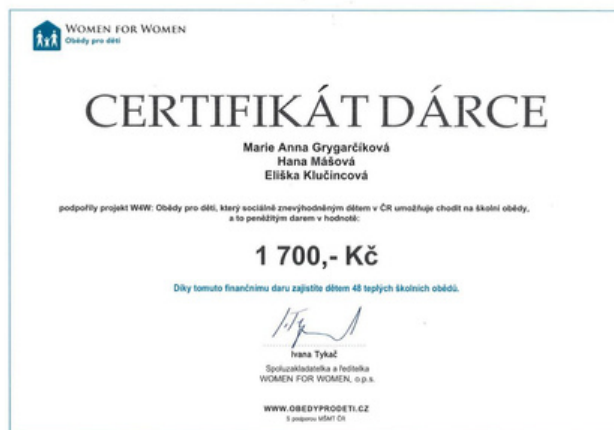 WOMEN FOR WOMEN
Obědy pro děti
CERTIFIKÁT DÁRCE
Marie Anna Grygarčíková
Hana Mášová
Eliška Klučincová
podpořily projekt W4W: Obědy pro děti, který sociálně znevýhodněným dětem v ČR umožňuje chodit na školní obědy,
a to peněžitým darem v hodnotě:
1 700,- Kč
Díky tomuto finančnímu daru zajistíte dětem 48 teplých školních obědů.
Ivana Tykač
Spoluzakladatelka a ředitelka
WOMEN FOR WOMEN, o.p.s.
WWW.OBEDYPRODETI.CZ
S podporou MŠMT ČR